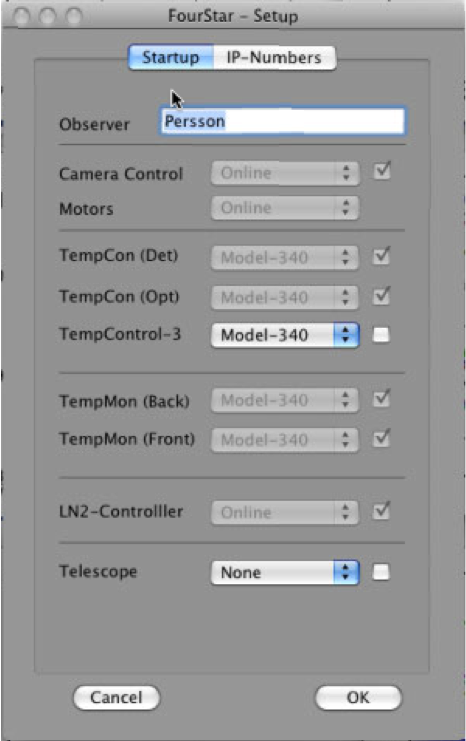 FourStar - Setup
Startup IP-Numbers
Observer Persson
Camera Control Online
Motors Online
TempCon (Det) Model-340
TempCon (Opt) Model-340
TempControl-3 Model-340
TempMon (Back) Model-340
TempMon (Front) Model-340
LN2-Controlller Online
Telescope None
Cancel OK